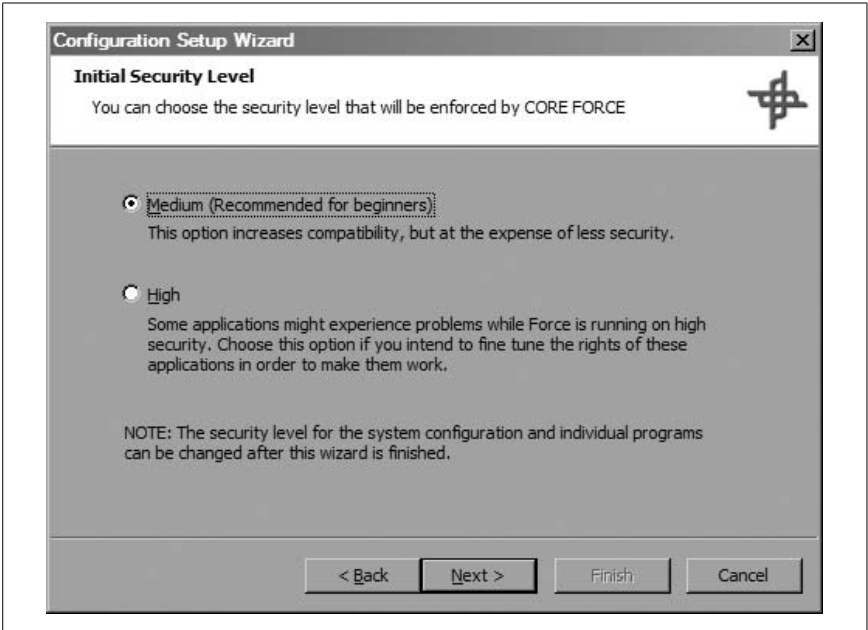 Configuration Setup Wizard
Initial Security Level
You can choose the security level that will be enforced by CORE FORCE
Medium (Recommended for beginners)
This option increases compatibility, but at the expense of less security.
High
Some applications might experience problems while Force is running on high
security. Choose this option if you intend to fine tune the rights of these
applications in order to make them work.
NOTE: The security level for the system configuration and individual programs
can be changed after this wizard is finished.
< Back
Next >
Finish
Cancel